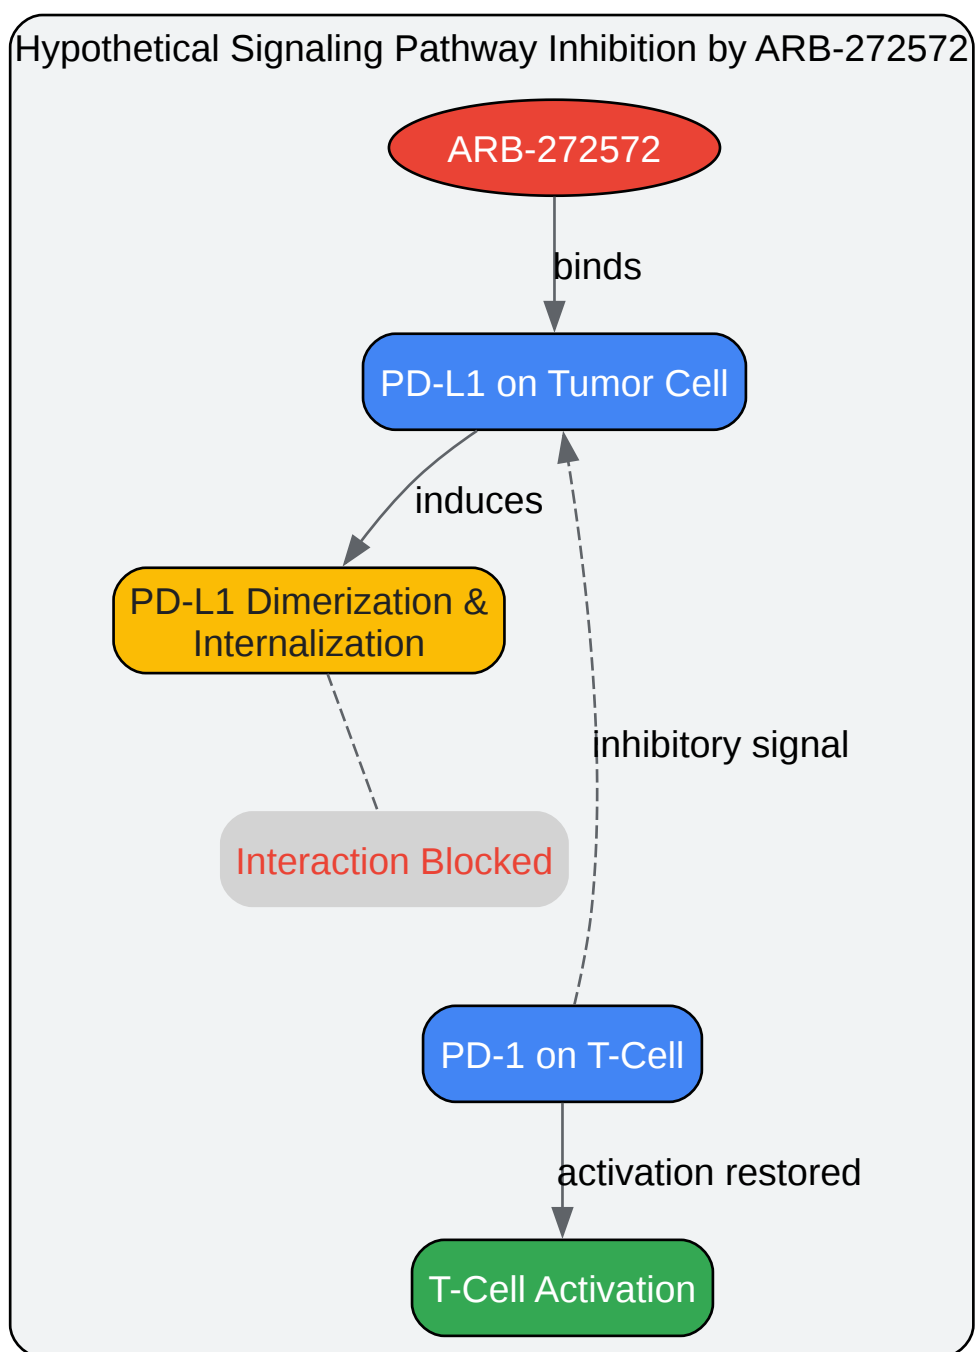 Hypothetical Signaling Pathway Inhibition by ARB-272572
ARB-272572
binds
PD-L1 on Tumor Cell
induces
PD-L1 Dimerization &
Internalization
inhibitory signal
Interaction Blocked
PD-1 on T-Cell
activation restored
T-Cell Activation